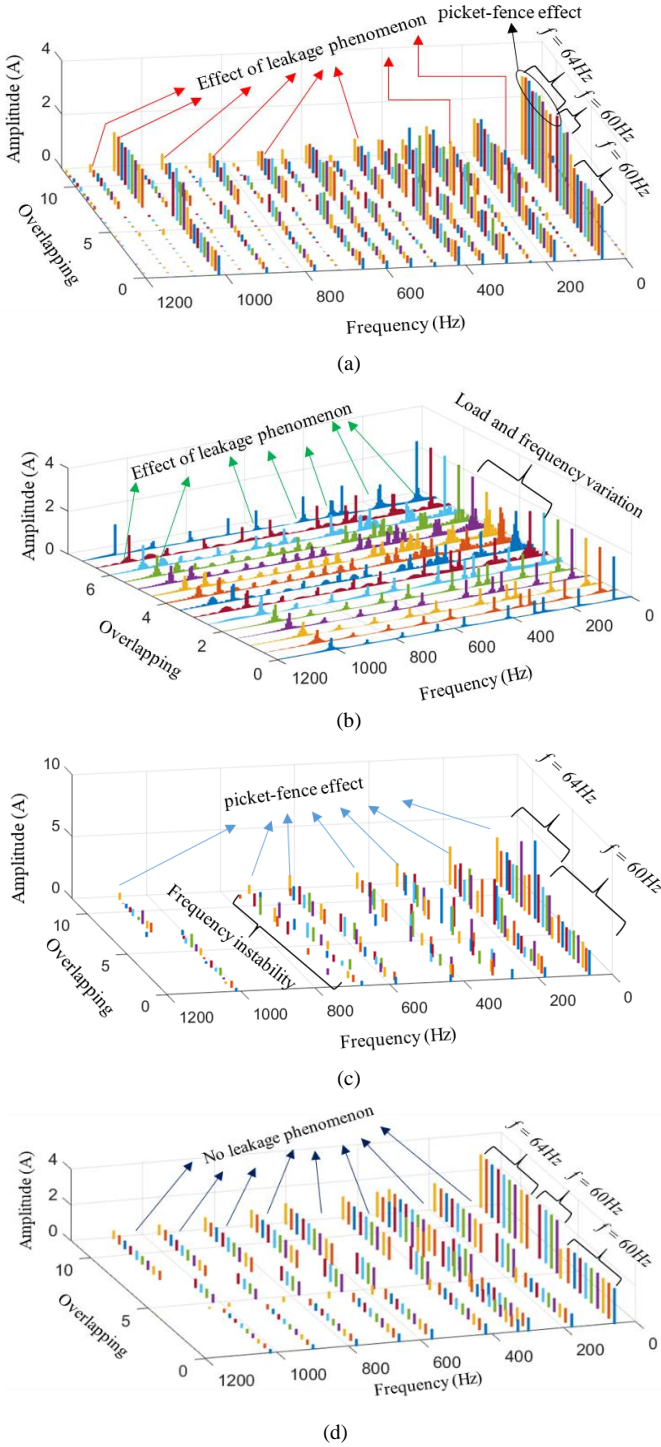 picket-fence effect
Effect of leakage phenomenon
f = 64Hz
f = 60Hz
f = 60Hz
Amplitude (A)
4
2
0
10
5
0
Overlapping
1200
1000
800
600
400
200
0
Frequency (Hz)
(a)
Load and frequency variation
Effect of leakage phenomenon
Amplitude (A)
4
2
0
6
4
2
0
Overlapping
1200
1000
800
600
400
200
0
Frequency (Hz)
(b)
f = 64Hz
f = 60Hz
picket-fence effect
Frequency instability
Amplitude (A)
10
5
0
10
5
0
Overlapping
1200
1000
800
600
400
200
0
Frequency (Hz)
(c)
No leakage phenomenon
f = 64Hz
f = 60Hz
f = 60Hz
Amplitude (A)
4
2
0
10
5
0
Overlapping
1200
1000
800
600
400
200
0
Frequency (Hz)
(d)